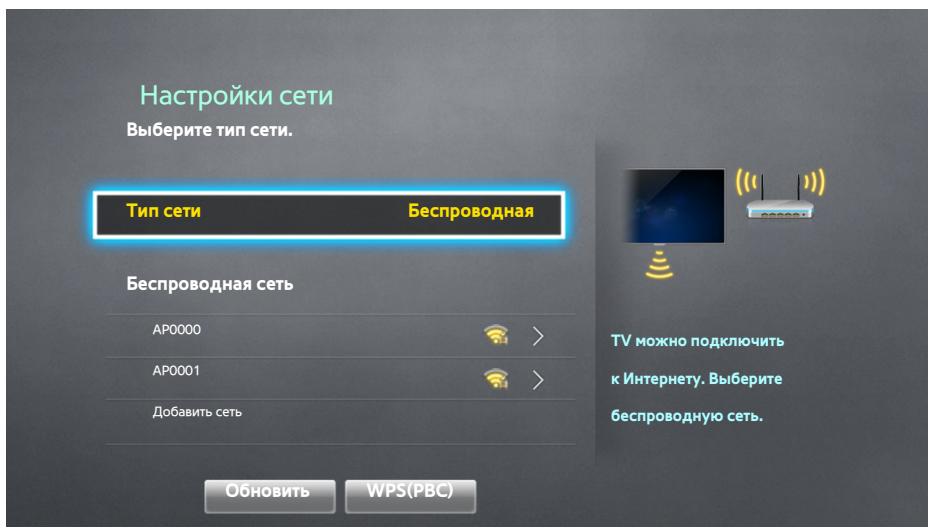 Настройки сети
Выберите тип сети.
Тип сети Беспроводная
Беспроводная сеть
AP0000
AP0001
Добавить сеть
TV можно подключить
к Интернету. Выберите
беспроводную сеть.
Обновить WPS(PBC)